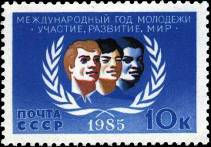 МЕЖДУНАРОДНЫЙ ГОД МОЛОДЕЖИ
• УЧАСТИЕ, РАЗВИТИЕ, МИР •
ПОЧТА
СССР
1985
10к